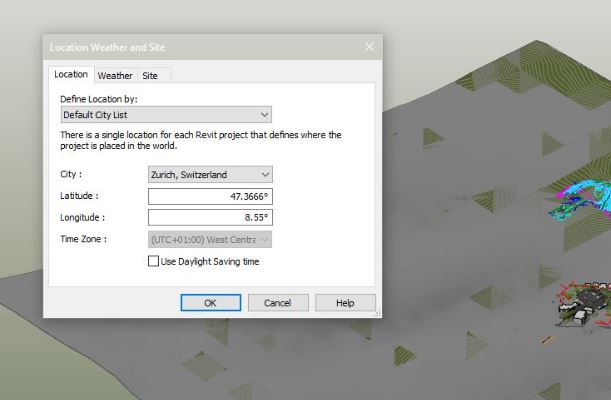 Location Weather and Site
Location Weather Site
Define Location by:
Default City List
There is a single location for each Revit project that defines where the
project is placed in the world.
City : Zurich, Switzerland
Latitude : 47.3666°
Longitude : 8.55°
Time Zone : (UTC+01:00) West Centra
Use Daylight Saving time
OK Cancel Help